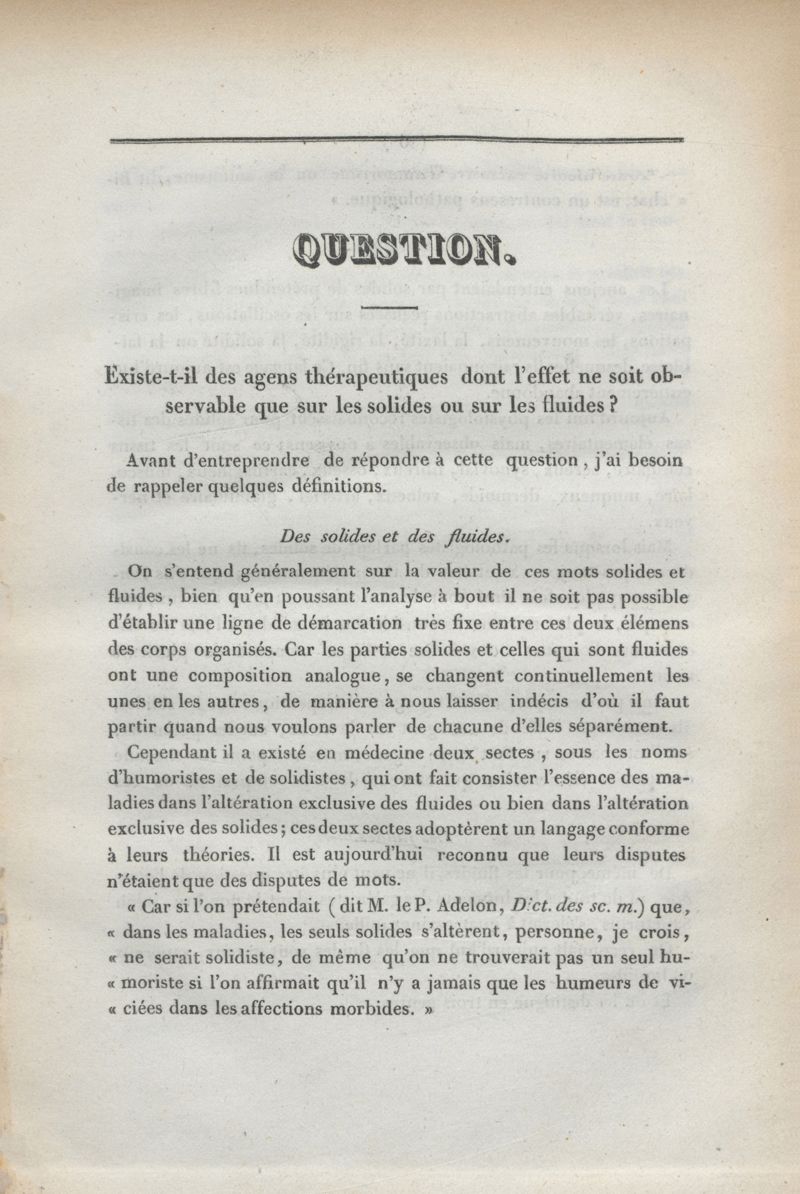 QUESTION.
Existe-t-il des agens thérapeutiques dont l'effet ne soit ob-
servable que sur les solides ou sur les fluides ?
Avant d'entreprendre de répondre à cette question , j'ai besoin
de rappeler quelques définitions.
Des solides et des fluides.
On s'entend généralement sur la valeur de ces mots solides et
fluides , bien qu'en poussant l'analyse à bout il ne soit pas possible
d'établir une ligne de démarcation très fixe entre ces deux élémens
des corps organisés. Car les parties solides et celles qui sont fluides
ont une composition analogue, se changent continuellement les
unes en les autres, de manière à nous laisser indécis d'où il faut
partir quand nous voulons parler de chacune d'elles séparément.
Cependant il a existé en médecine deux sectes , sous les noms
d'humoristes et de solidistes, qui ont fait consister l'essence des ma-
ladies dans l'altération exclusive des fluides ou bien dans l'altération
exclusive des solides ; ces deux sectes adoptèrent un langage conforme
à leurs théories. Il est aujourd'hui reconnu que leurs disputes
n'étaient que des disputes de mots.
« Car si l'on prétendait ( dit M. le P. Adelon, Dict. des sc. m.) que,
« dans les maladies, les seuls solides s'altèrent, personne, je crois,
« ne serait solidiste, de même qu'on ne trouverait pas un seul hu-
« moriste si l'on affirmait qu'il n'y a jamais que les humeurs de vi-
« ciées dans les affections morbides. »